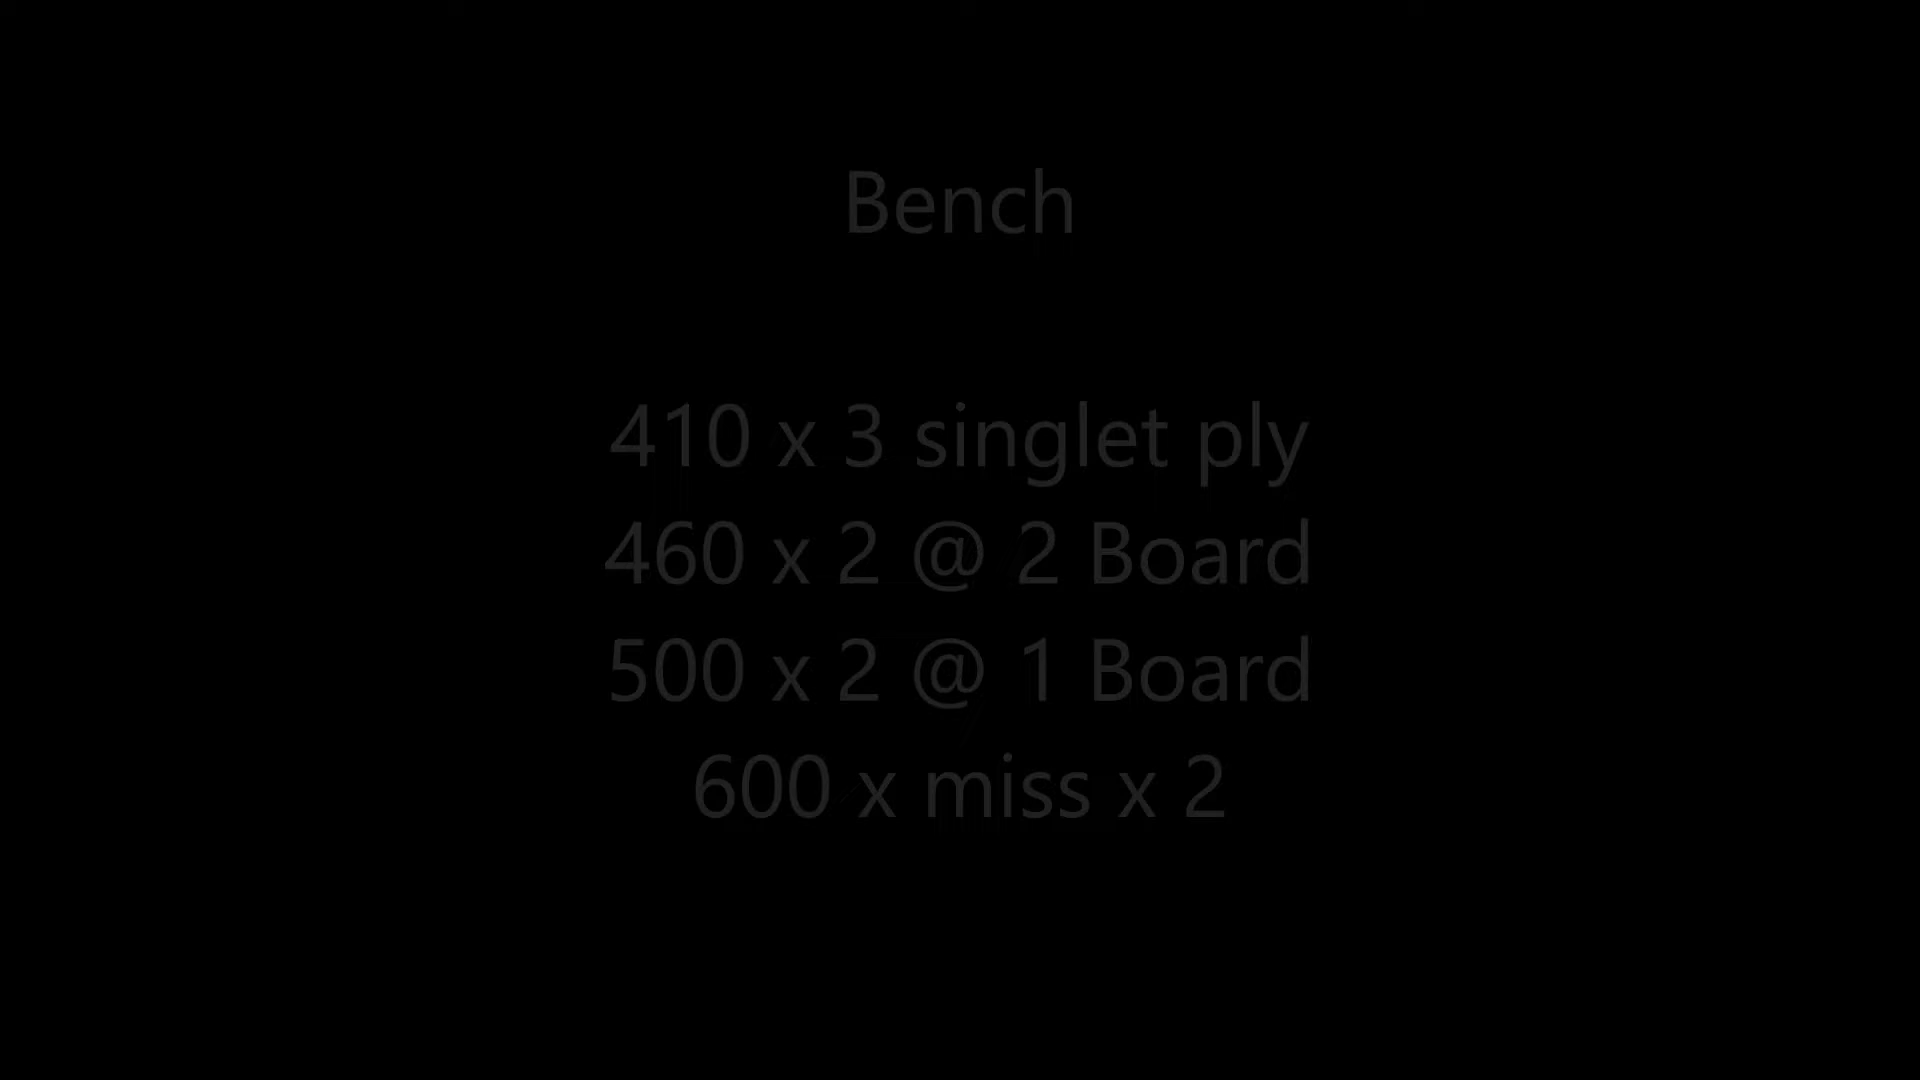 Bench
410 x 3 singlet ply
460 x 2 @ 2 Board
500 x 2 @ 1 Board
600 x miss x 2